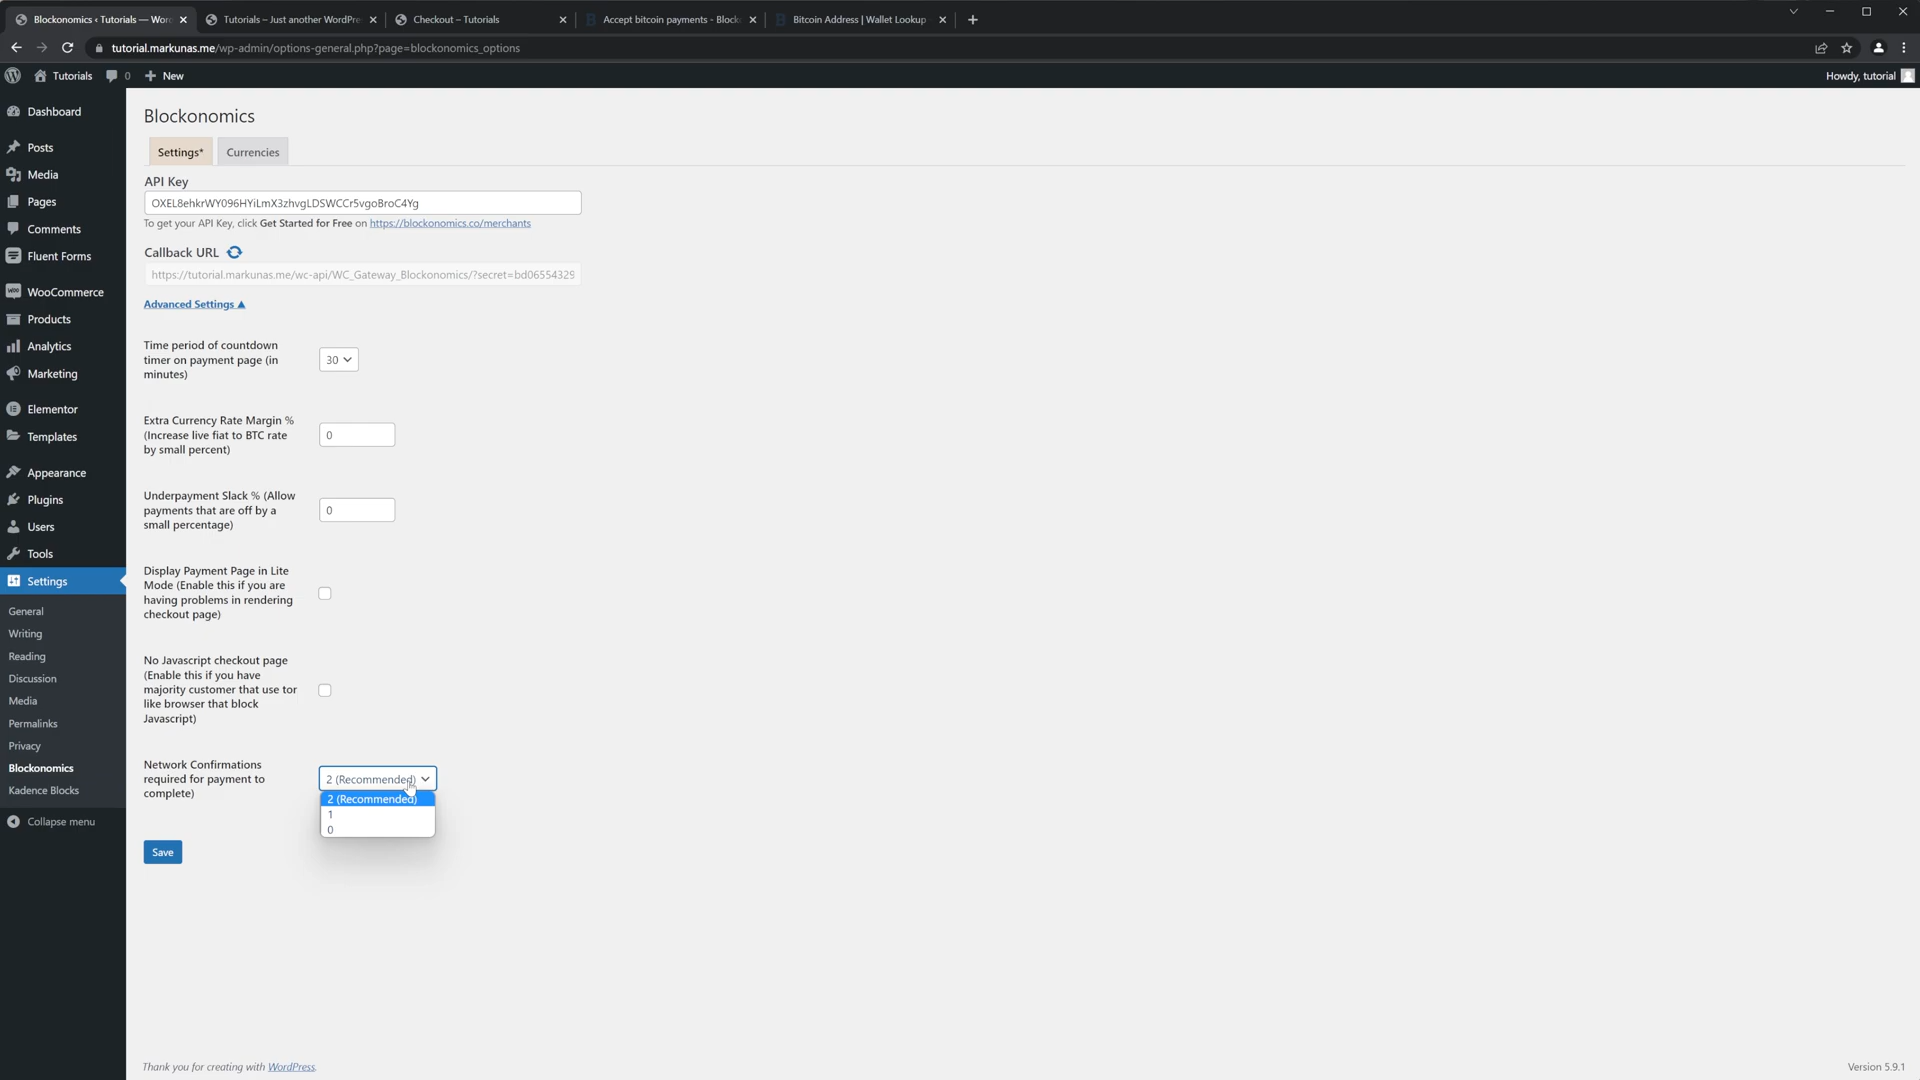 Blockonomics ‹ Tutorials — Wor
Tutorials – Just another WordPre
Checkout – Tutorials
Accept bitcoin payments - Block
Bitcoin Address | Wallet Lookup
tutorial.markunas.me/wp-admin/options-general.php?page=blockonomics_options
Tutorials
0
New
Howdy, tutorial
Dashboard
Posts
Media
Pages
Comments
Fluent Forms
WooCommerce
Products
Analytics
Marketing
Elementor
Templates
Appearance
Plugins
Users
Tools
Settings
General
Writing
Reading
Discussion
Media
Permalinks
Privacy
Blockonomics
Kadence Blocks
Collapse menu
Blockonomics
Settings*
Currencies
API Key
OXEL8ehkrWY096HYiLmX3zhvgLDSWCCr5vgoBroC4Yg
To get your API Key, click Get Started for Free on https://blockonomics.co/merchants
Callback URL
https://tutorial.markunas.me/wc-api/WC_Gateway_Blockonomics/?secret=bd06554329
Advanced Settings ▲
Time period of countdown
timer on payment page (in
minutes)
30
Extra Currency Rate Margin %
(Increase live fiat to BTC rate
by small percent)
0
Underpayment Slack % (Allow
payments that are off by a
small percentage)
0
Display Payment Page in Lite
Mode (Enable this if you are
having problems in rendering
checkout page)
No Javascript checkout page
(Enable this if you have
majority customer that use tor
like browser that block
Javascript)
Network Confirmations
required for payment to
complete)
2 (Recommended)
2 (Recommended)
1
0
Save
Thank you for creating with WordPress.
Version 5.9.1